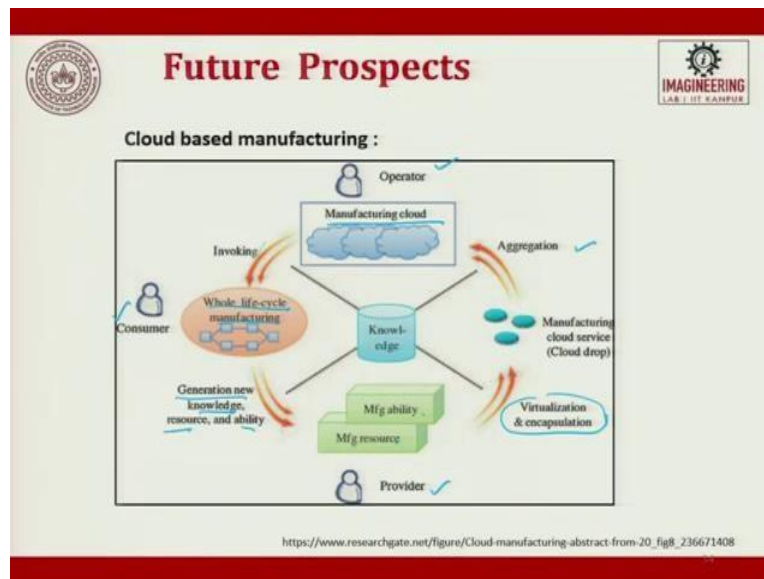 Future Prospects
IMAGINEERING
LAB / IIT KANPUR
Cloud based manufacturing :
Operator
Manufacturing cloud
Invoking
Aggregation
Consumer
Whole life-cycle
manufacturing
Knowl-
edge
Manufacturing
cloud service
(Cloud drop)
Generation new
knowledge,
resource, and ability
Mfg ability
Mfg resource
Virtualization
& encapsulation
Provider
https://www.researchgate.net/figure/Cloud-manufacturing-abstract-from-20_fig8_236671408